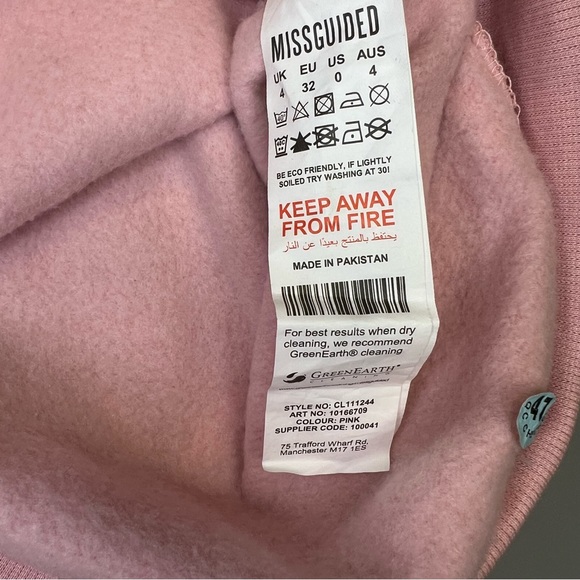 MISSGUIDED
UK EU US AUS
4 32 0 4
BE ECO FRIENDLY, IF LIGHTLY
SOILED TRY WASHING AT 30!
KEEP AWAY
FROM FIRE
يحتفظ بالمنتج بعيدًا عن النار
MADE IN PAKISTAN
For best results when dry
cleaning, we recommend
GreenEarth® cleaning
GREENEARTH®
CLEANING
STYLE NO: CL111244
ART NO: 10166709
COLOUR: PINK
SUPPLIER CODE: 100041
75 Trafford Wharf Rd,
Manchester M17 1ES
47